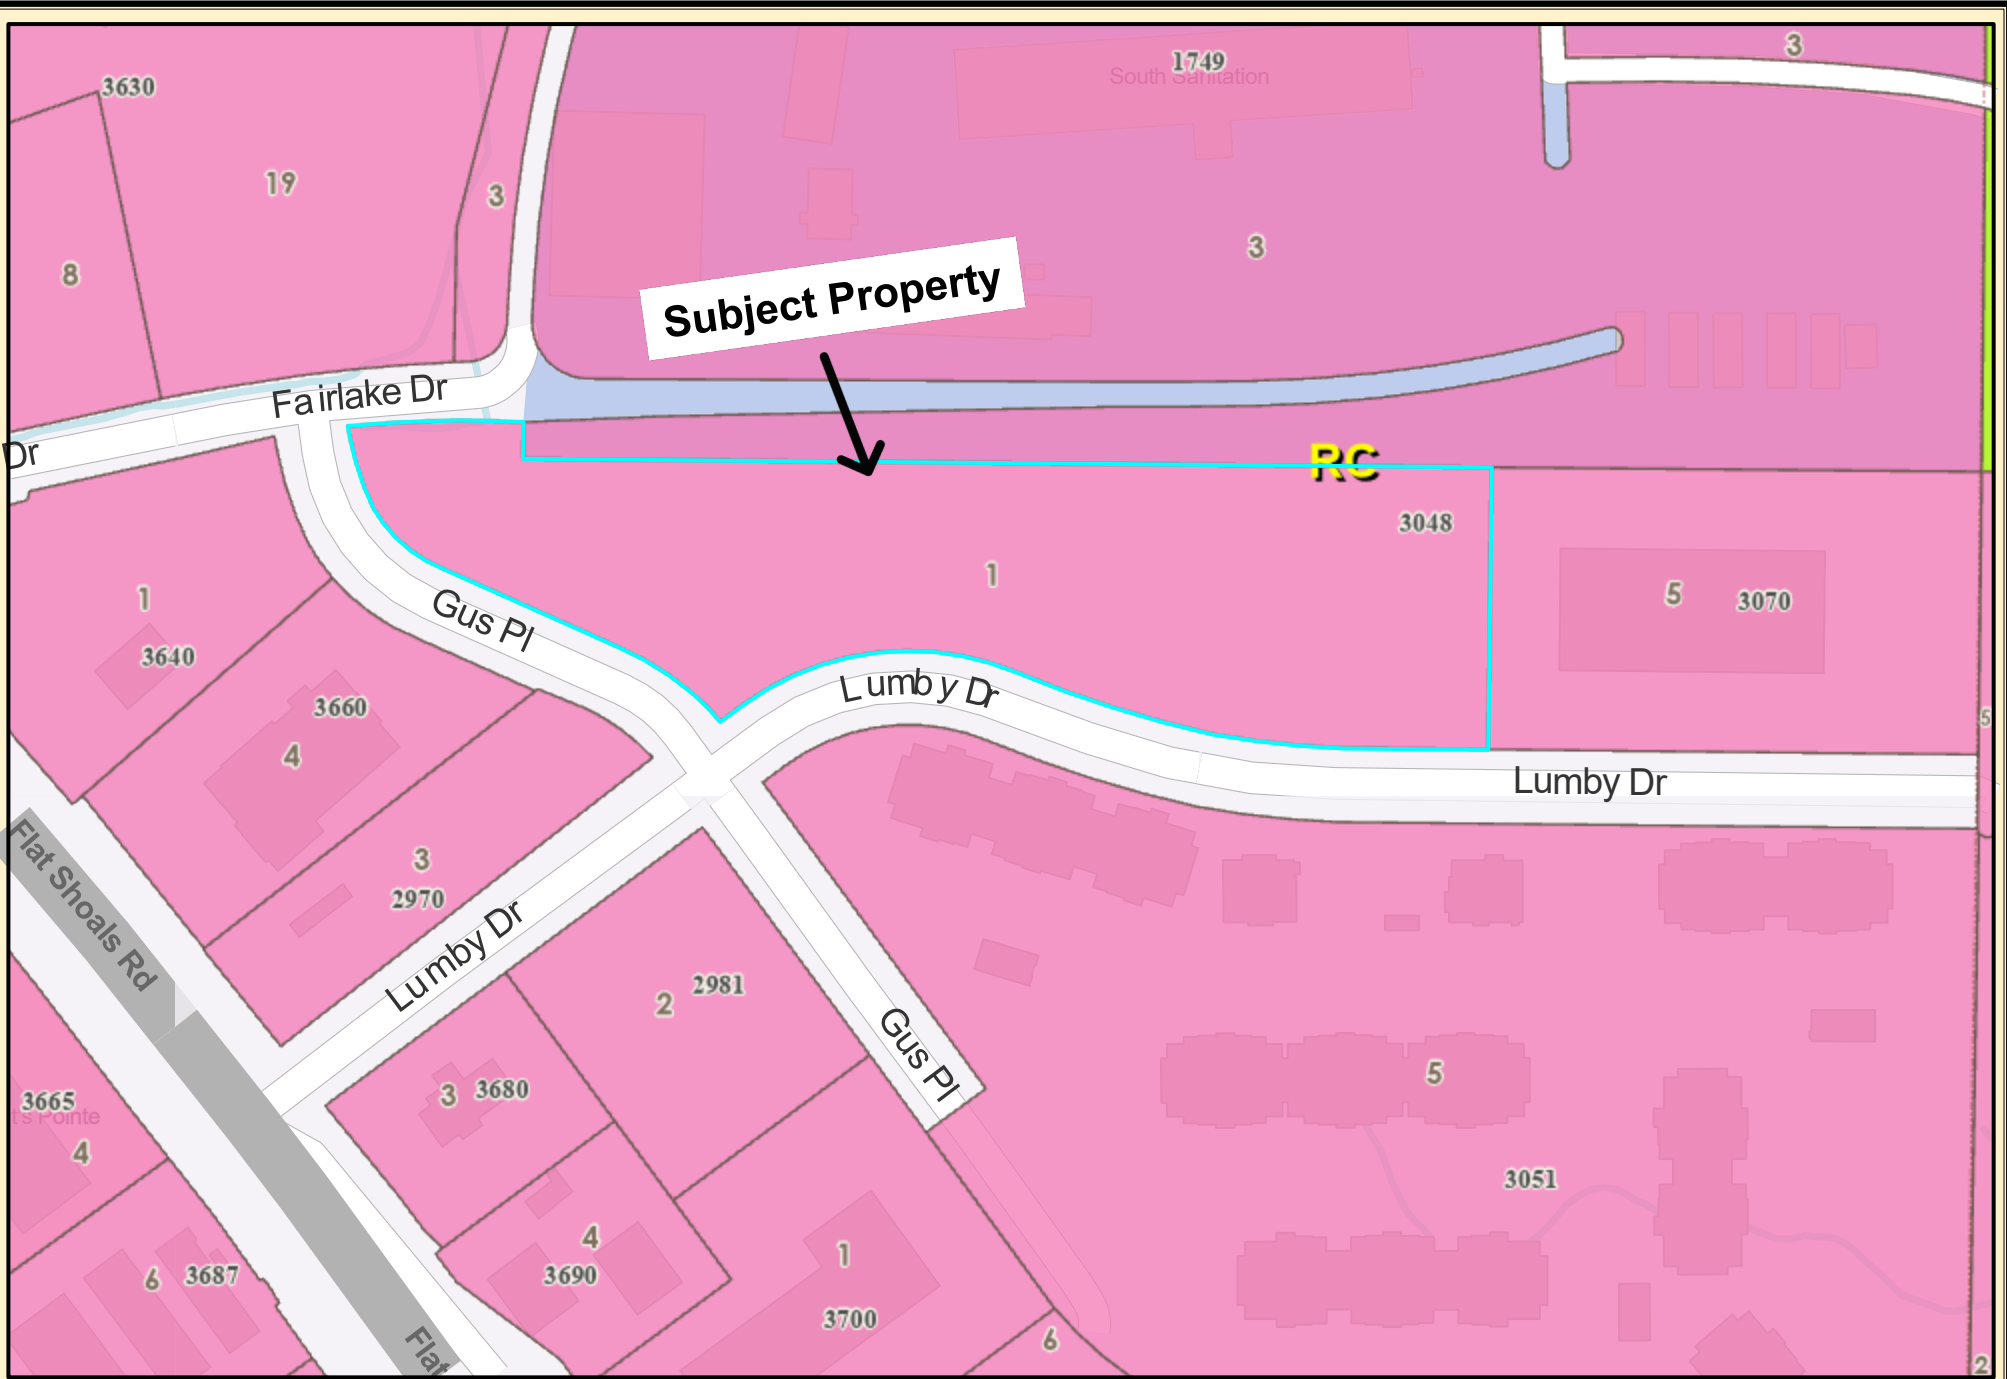 3630
1749
South Sanitation
3
19
3
8
3
Subject Property
Fairlake Dr
Dr
RC
3048
1
1
5
3070
Gus Pl
3640
Lumby Dr
3660
5
4
Lumby Dr
Flat Shoals Rd
3
2970
Lumby Dr
2
2981
Gus Pl
5
3
3680
3665
t's Pointe
4
3051
4
1
6
3687
3690
3700
6
Flat
2